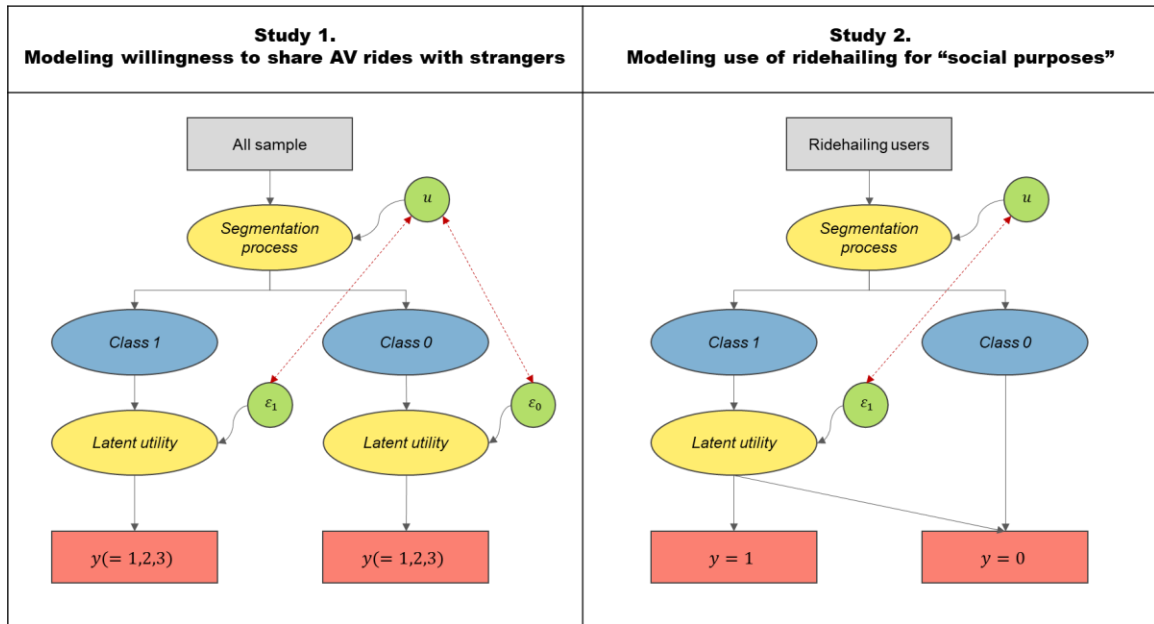 Study 1.
Modeling willingness to share AV rides with strangers
All sample
u
Segmentation
process
Class 1
Class 0
ε₁
ε₀
Latent utility
Latent utility
y(= 1,2,3)
y(= 1,2,3)
Study 2.
Modeling use of ridehailing for “social purposes”
Ridehailing users
u
Segmentation
process
Class 1
Class 0
ε₁
Latent utility
y = 1
y = 0